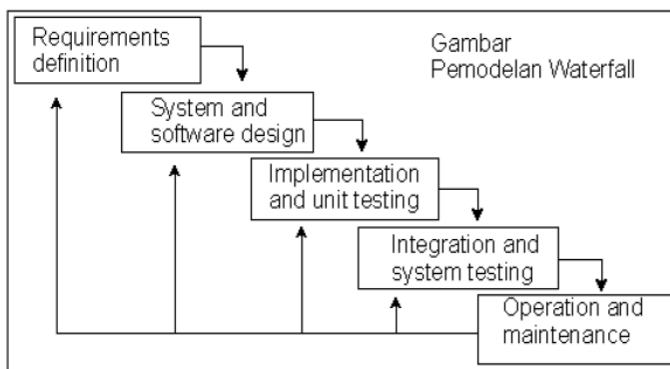 Requirements
definition
Gambar
Pemodelan Waterfall
System and
software design
Implementation
and unit testing
Integration and
system testing
Operation and
maintenance